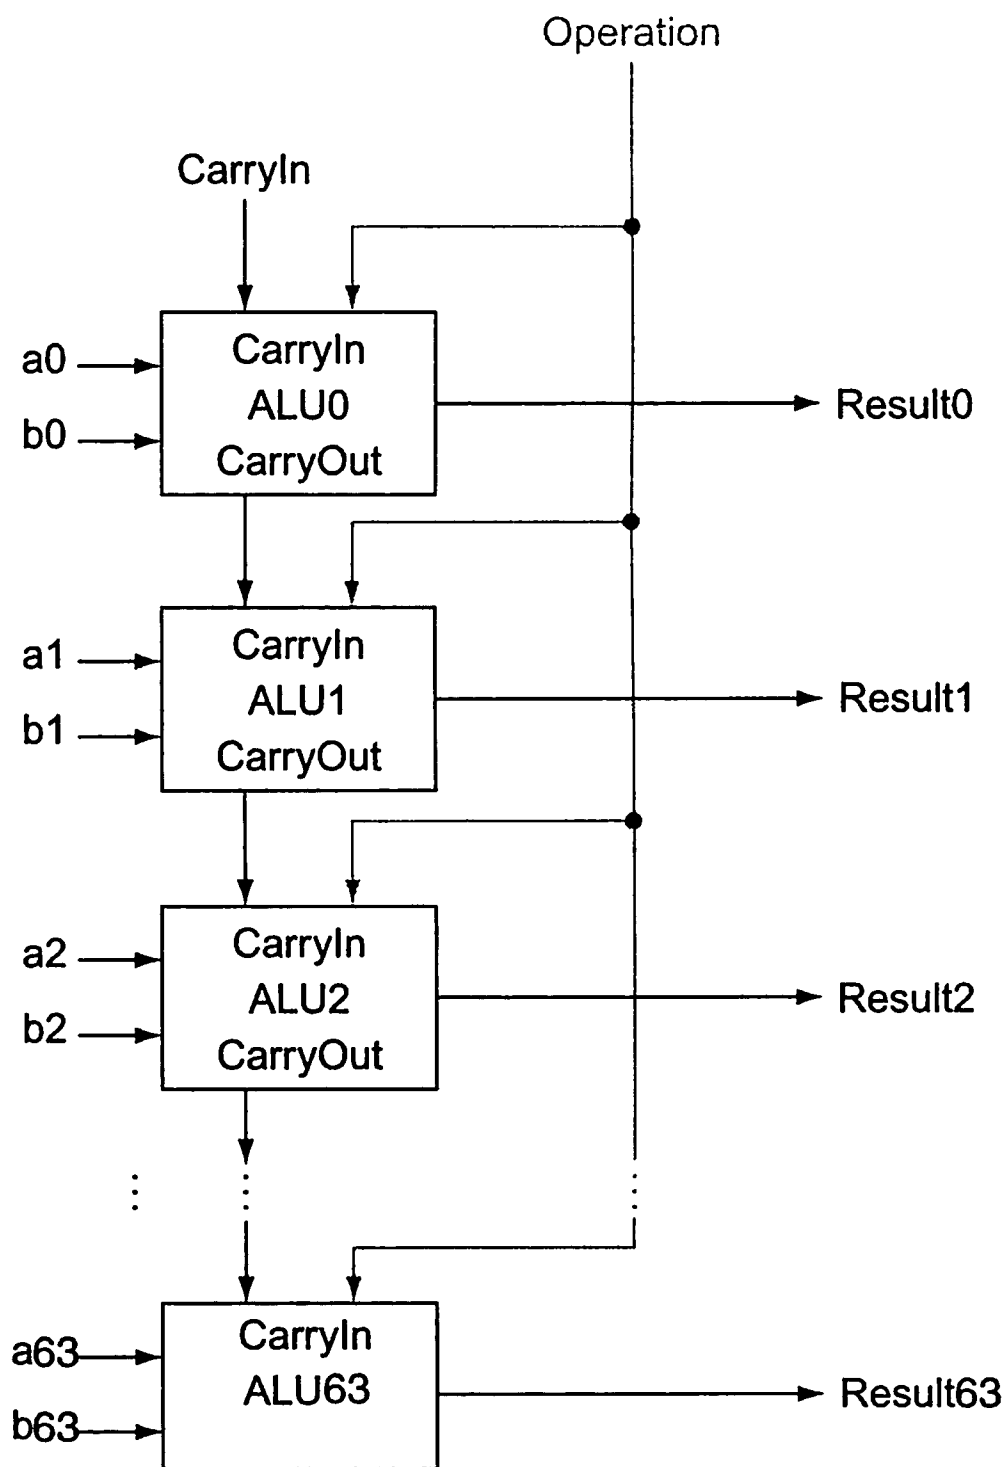 Operation
CarryIn
CarryIn
a0
ALU0
Result0
b0
CarryOut
CarryIn
a1
ALU1
Result1
b1
CarryOut
CarryIn
a2
ALU2
Result2
b2
CarryOut
CarryIn
a63
ALU63
Result63
b63